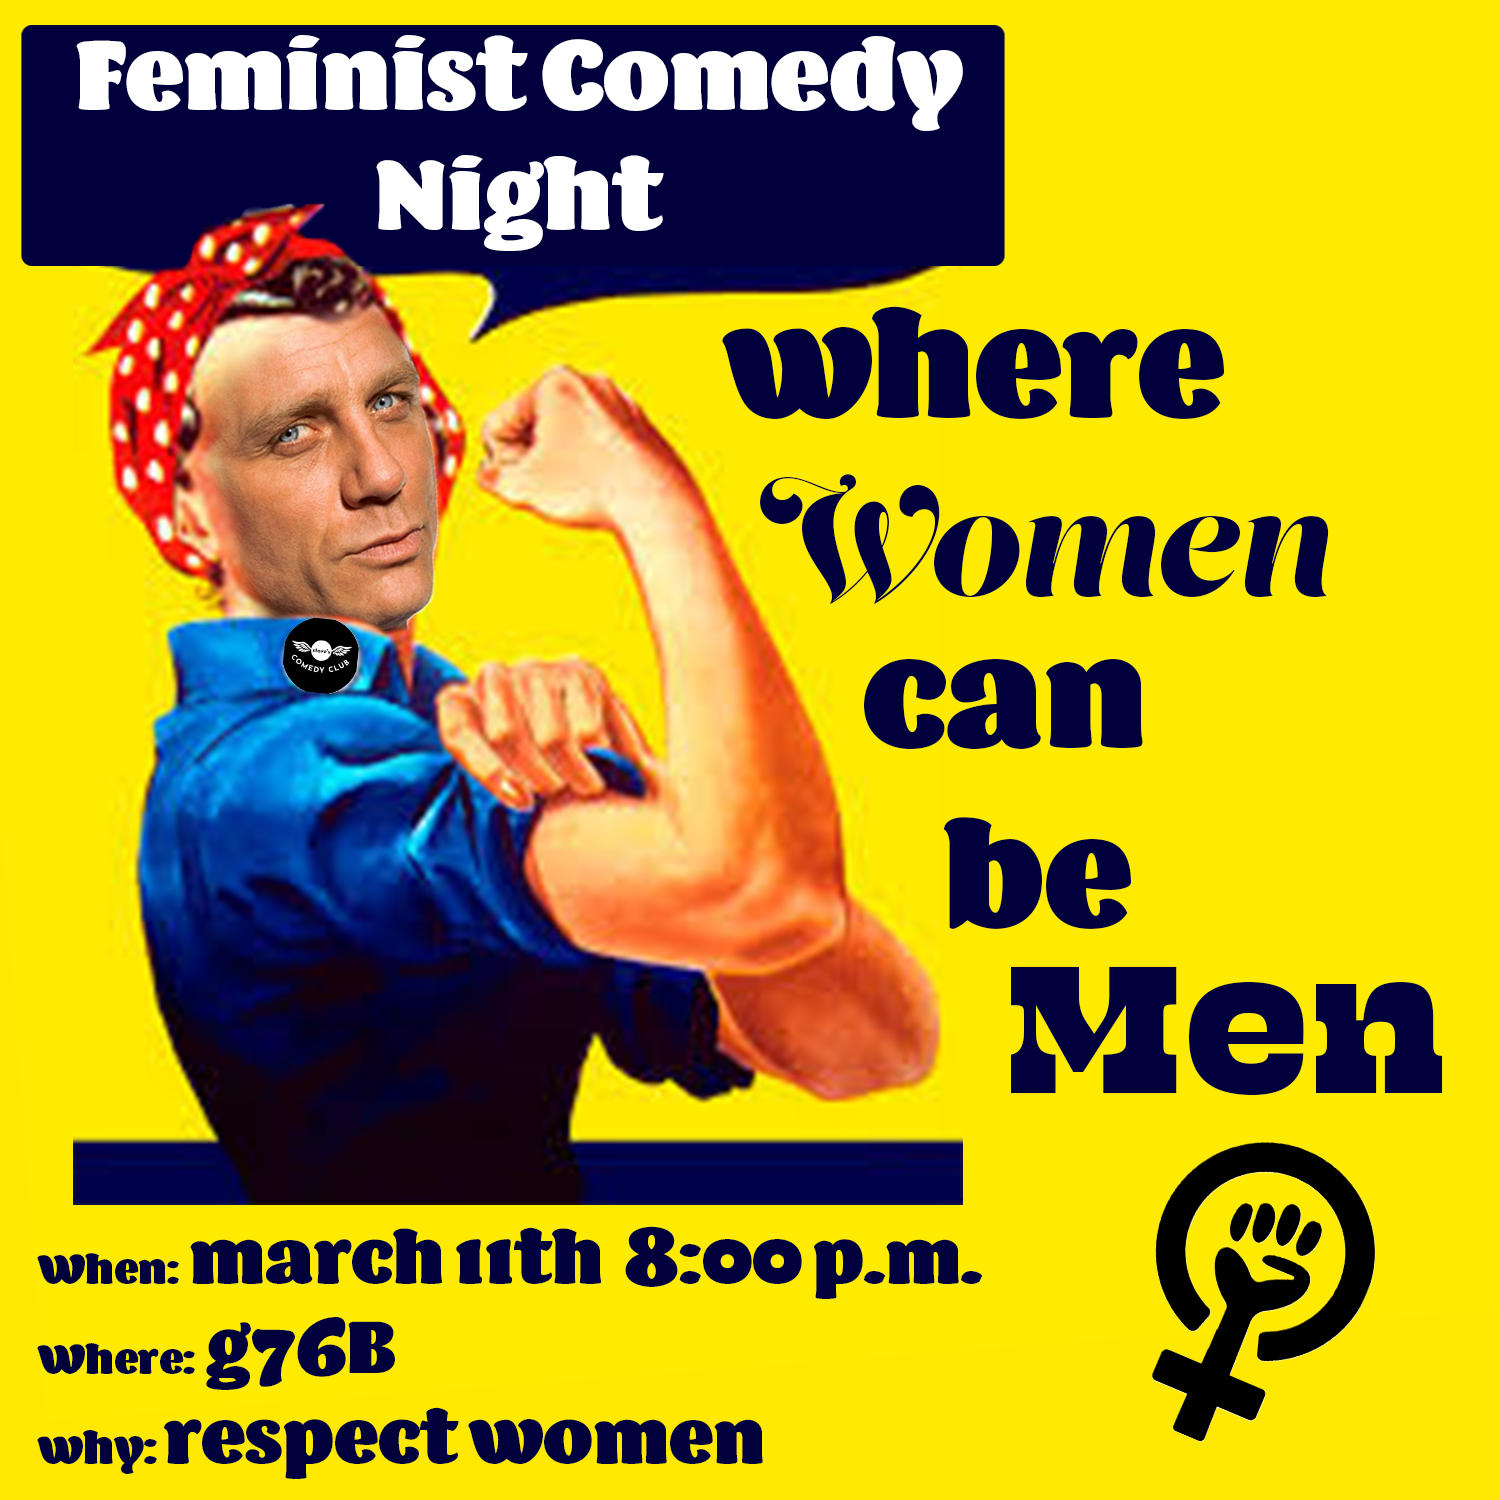 Feminist Comedy
Night
where
Women
can
be
Men
steve's
COMEDY CLUB
When: march 11th 8:00 p.m.
Where: g76B
why: respect women